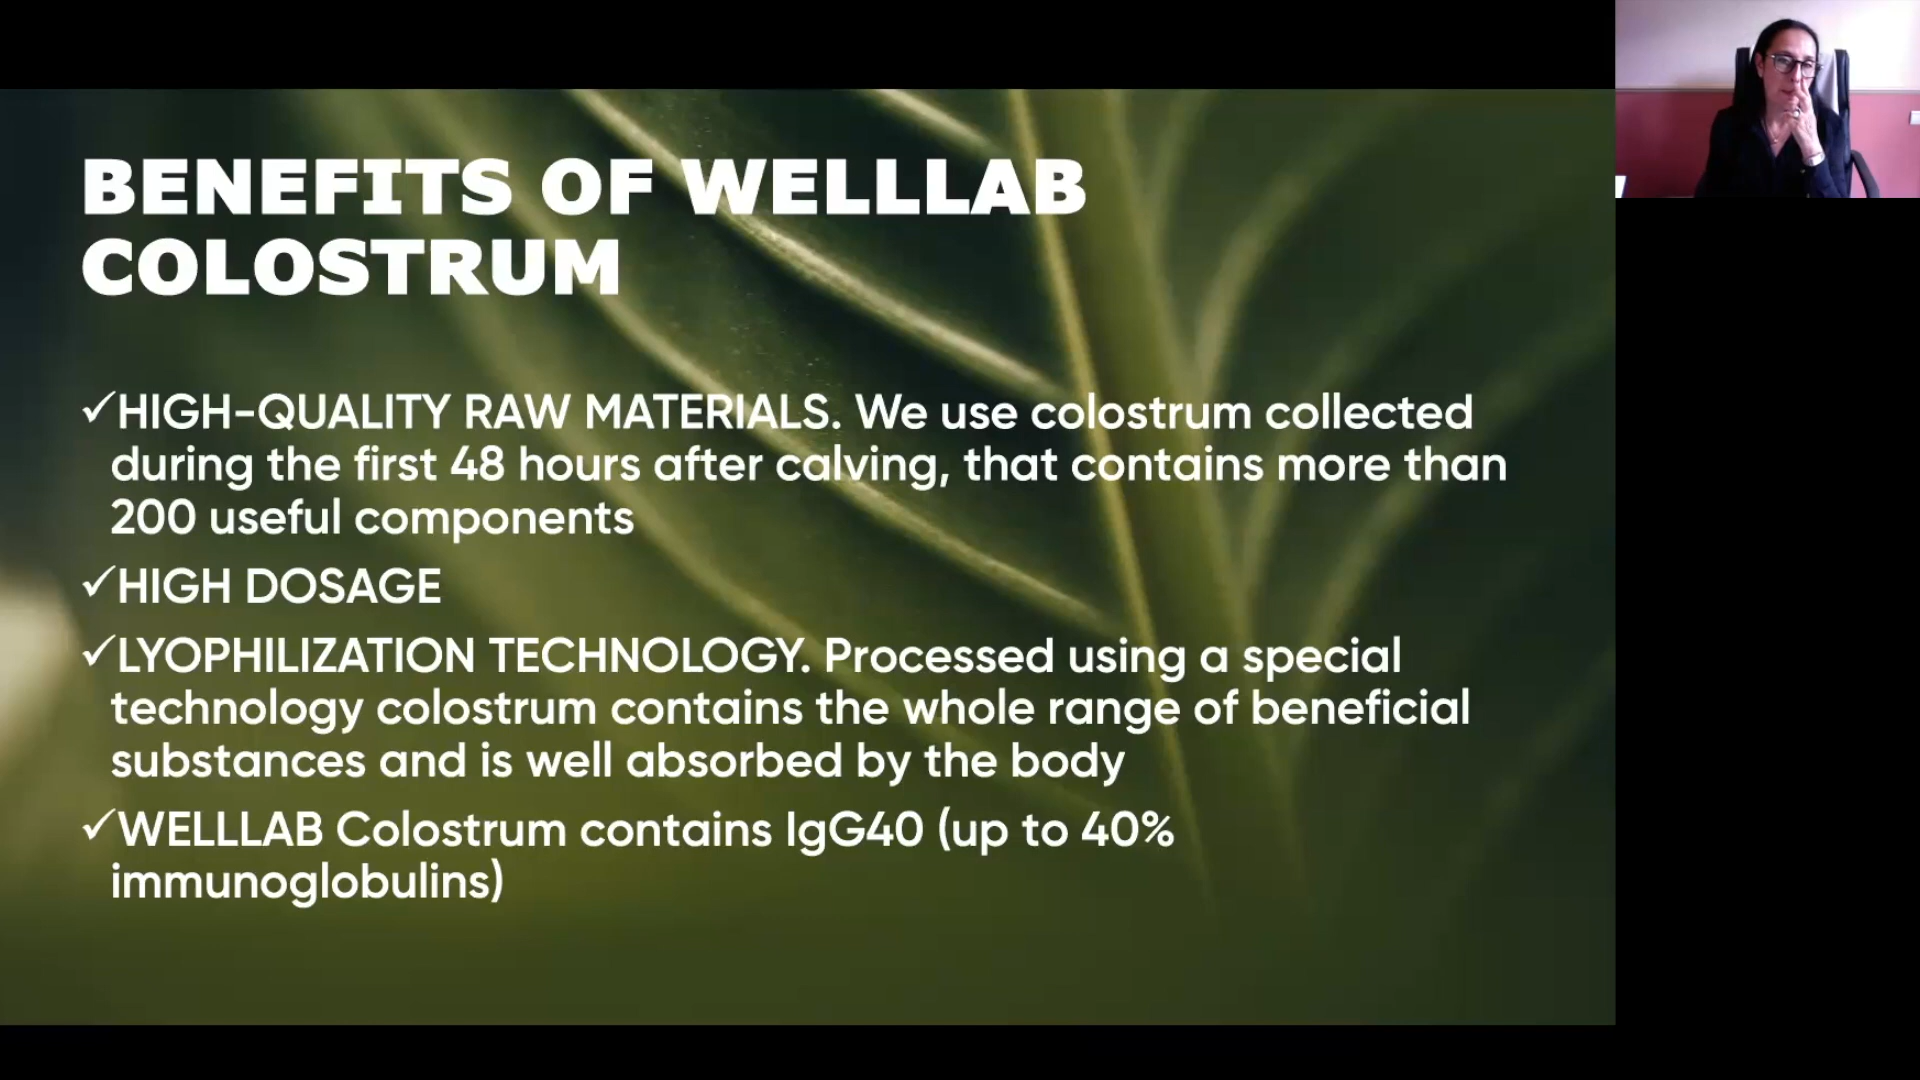 BENEFITS OF WELLLAB
COLOSTRUM
✓HIGH-QUALITY RAW MATERIALS. We use colostrum collected
during the first 48 hours after calving, that contains more than
200 useful components
✓HIGH DOSAGE
✓LYOPHILIZATION TECHNOLOGY. Processed using a special
technology colostrum contains the whole range of beneficial
substances and is well absorbed by the body
✓WELLLAB Colostrum contains IgG40 (up to 40%
immunoglobulins)